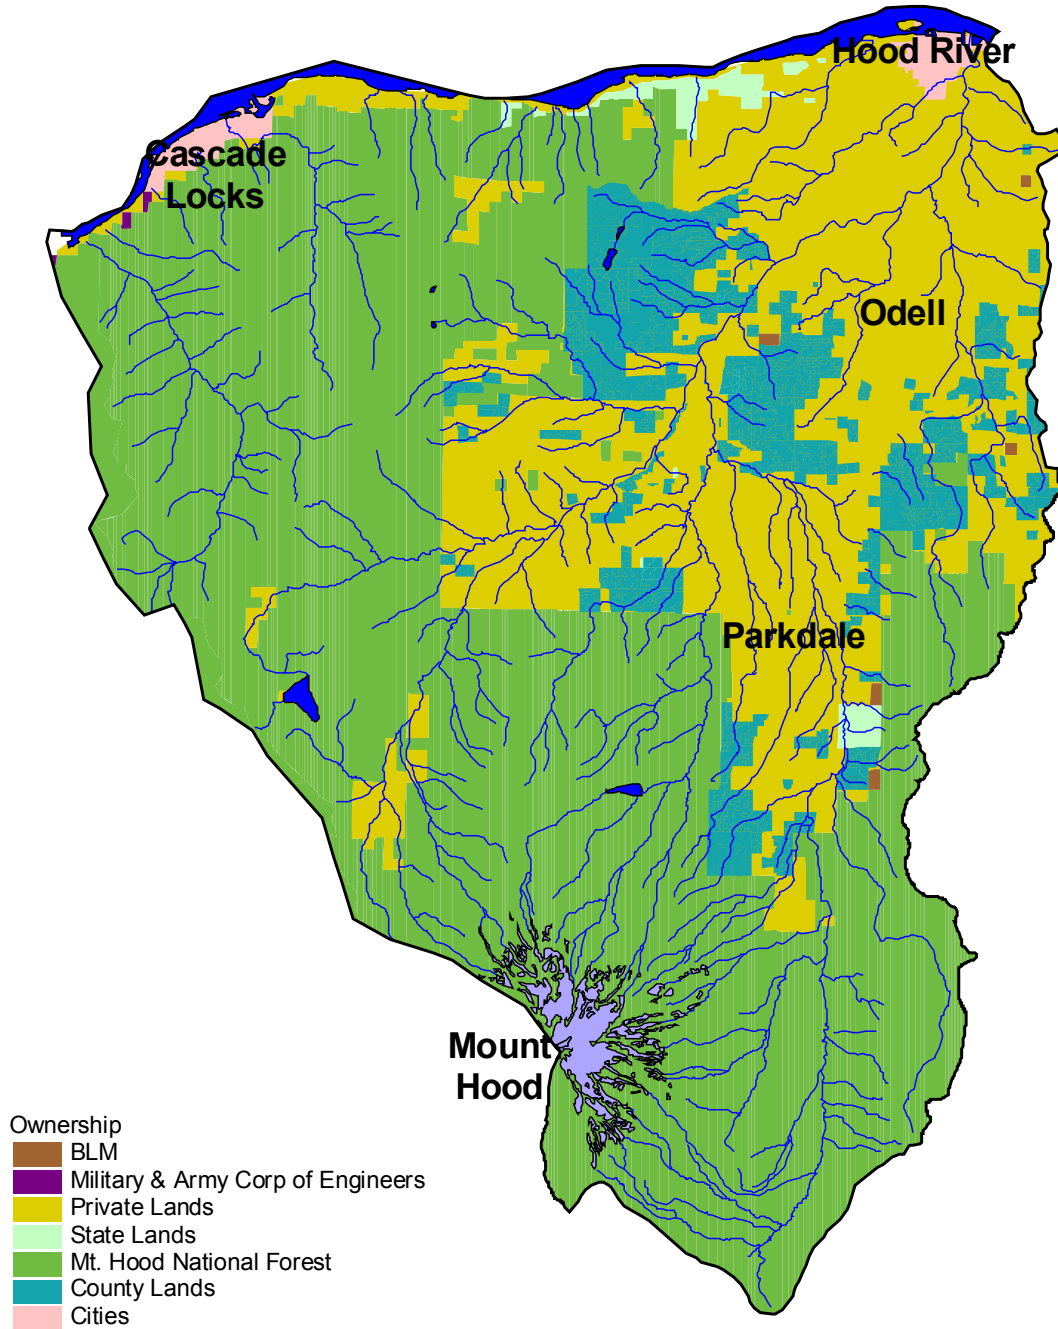 Hood River
Cascade
Locks
Odell
Parkdale
Mount
Hood
Ownership
BLM
Military & Army Corp of Engineers
Private Lands
State Lands
Mt. Hood National Forest
County Lands
Cities